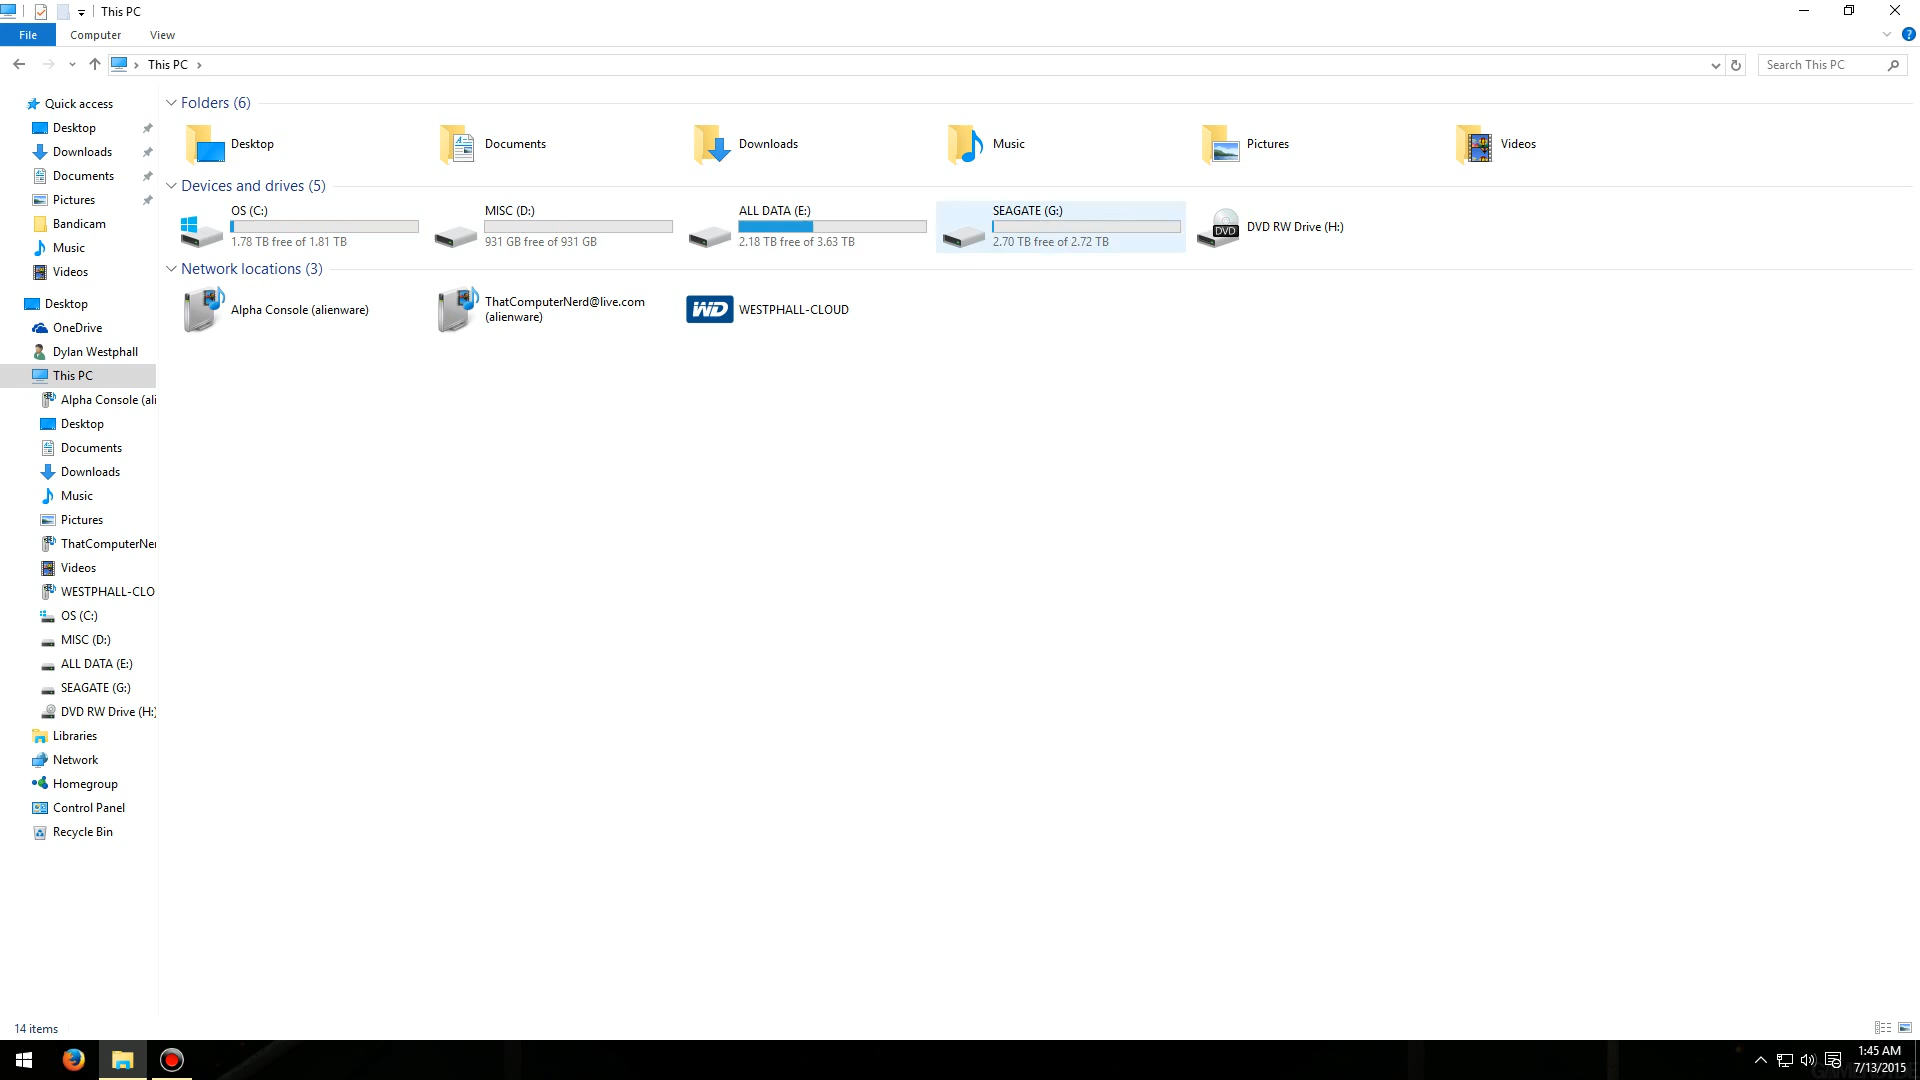 This PC
File
Computer
View
This PC
Search This PC
Quick access
Desktop
Downloads
Documents
Pictures
Bandicam
Music
Videos
Desktop
OneDrive
Dylan Westphall
This PC
Alpha Console (ali
Desktop
Documents
Downloads
Music
Pictures
ThatComputerNer
Videos
WESTPHALL-CLO
OS (C:)
MISC (D:)
ALL DATA (E:)
SEAGATE (G:)
DVD RW Drive (H:)
Libraries
Network
Homegroup
Control Panel
Recycle Bin
Folders (6)
Desktop
Documents
Downloads
Music
Pictures
Videos
Devices and drives (5)
OS (C:)
1.78 TB free of 1.81 TB
MISC (D:)
931 GB free of 931 GB
ALL DATA (E:)
2.18 TB free of 3.63 TB
SEAGATE (G:)
2.70 TB free of 2.72 TB
DVD
DVD RW Drive (H:)
Network locations (3)
Alpha Console (alienware)
ThatComputerNerd@live.com
(alienware)
WD
WESTPHALL-CLOUD
14 items
1:45 AM
7/13/2015